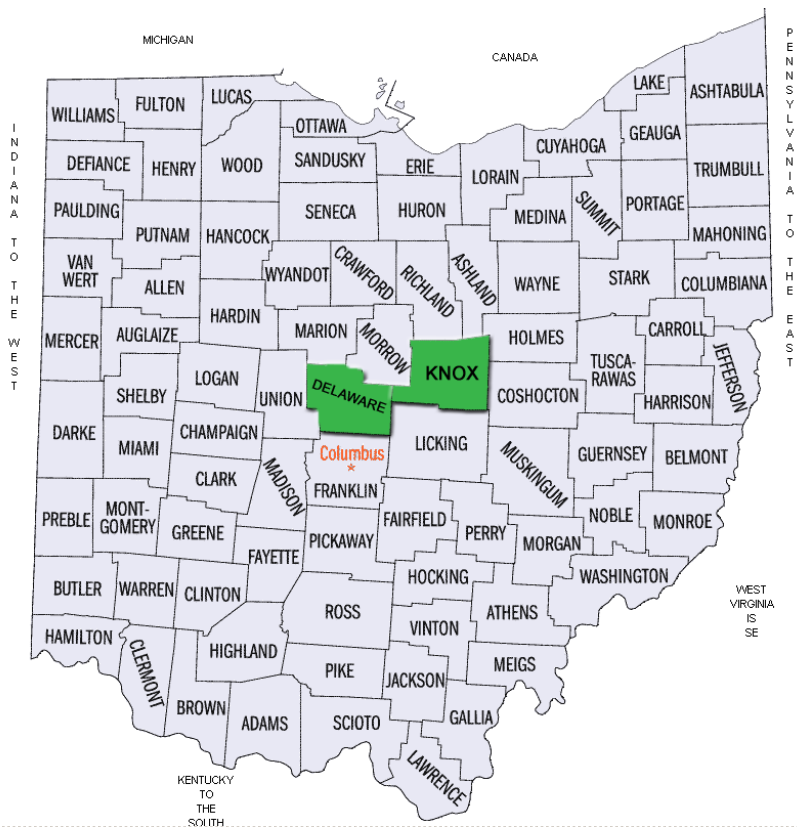 MICHIGAN
CANADA
PENNSYLVANIA TO THE EAST
INDIANA TO THE WEST
WILLIAMS
FULTON
LUCAS
OTTAWA
LAKE
ASHTABULA
GEAUGA
CUYAHOGA
DEFIANCE
HENRY
WOOD
SANDUSKY
ERIE
LORAIN
TRUMBULL
PAULDING
PUTNAM
HANCOCK
SENECA
HURON
MEDINA
SUMMIT
PORTAGE
MAHONING
VAN
WERT
ALLEN
WYANDOT
CRAWFORD
RICHLAND
ASHLAND
WAYNE
STARK
COLUMBIANA
MERCER
AUGLAIZE
HARDIN
MARION
MORROW
KNOX
HOLMES
TUSCA-
RAWAS
CARROLL
JEFFERSON
SHELBY
LOGAN
UNION
DELAWARE
COSHOCTON
HARRISON
DARKE
MIAMI
CHAMPAIGN
CLARK
MADISON
Columbus
*
FRANKLIN
LICKING
MUSKINGUM
GUERNSEY
BELMONT
PREBLE
MONT-
GOMERY
GREENE
FAYETTE
PICKAWAY
FAIRFIELD
PERRY
MORGAN
NOBLE
MONROE
BUTLER
WARREN
CLINTON
ROSS
HOCKING
ATHENS
WASHINGTON
WEST
VIRGINIA
IS
SE
HAMILTON
CLERMONT
BROWN
HIGHLAND
ADAMS
PIKE
SCIOTO
VINTON
JACKSON
MEIGS
GALLIA
LAWRENCE
KENTUCKY
TO
THE
SOUTH